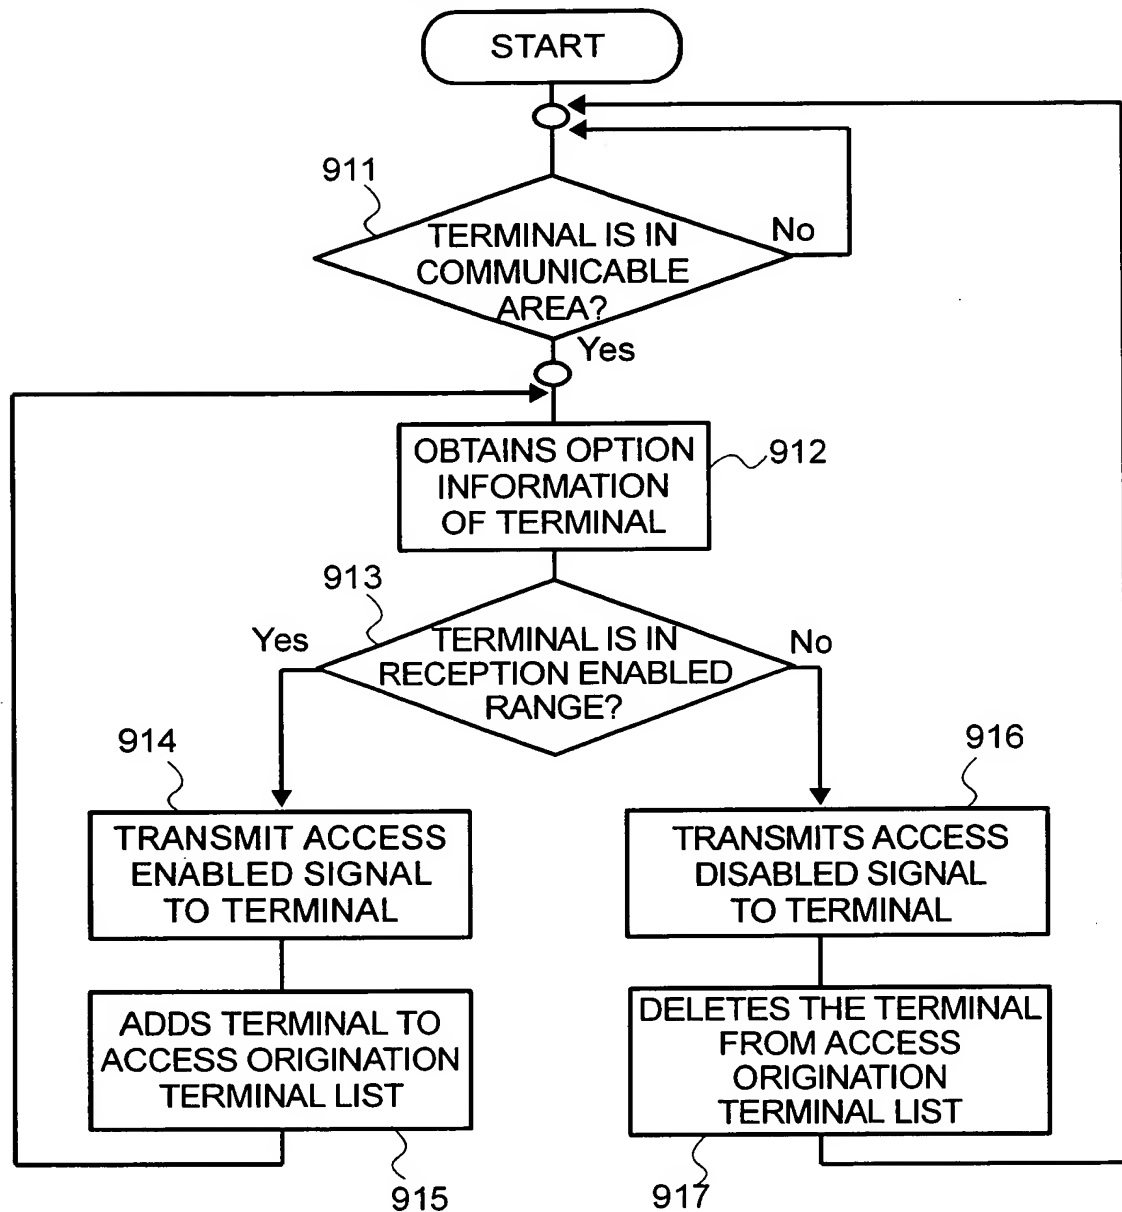 START
911
TERMINAL IS IN
COMMUNICABLE
AREA?
No
Yes
OBTAINS OPTION
INFORMATION
OF TERMINAL
912
913
Yes
TERMINAL IS IN
RECEPTION ENABLED
RANGE?
No
914
TRANSMIT ACCESS
ENABLED SIGNAL
TO TERMINAL
916
TRANSMITS ACCESS
DISABLED SIGNAL
TO TERMINAL
ADDS TERMINAL TO
ACCESS ORIGINATION
TERMINAL LIST
915
DELETES THE TERMINAL
FROM ACCESS
ORIGINATION
TERMINAL LIST
917